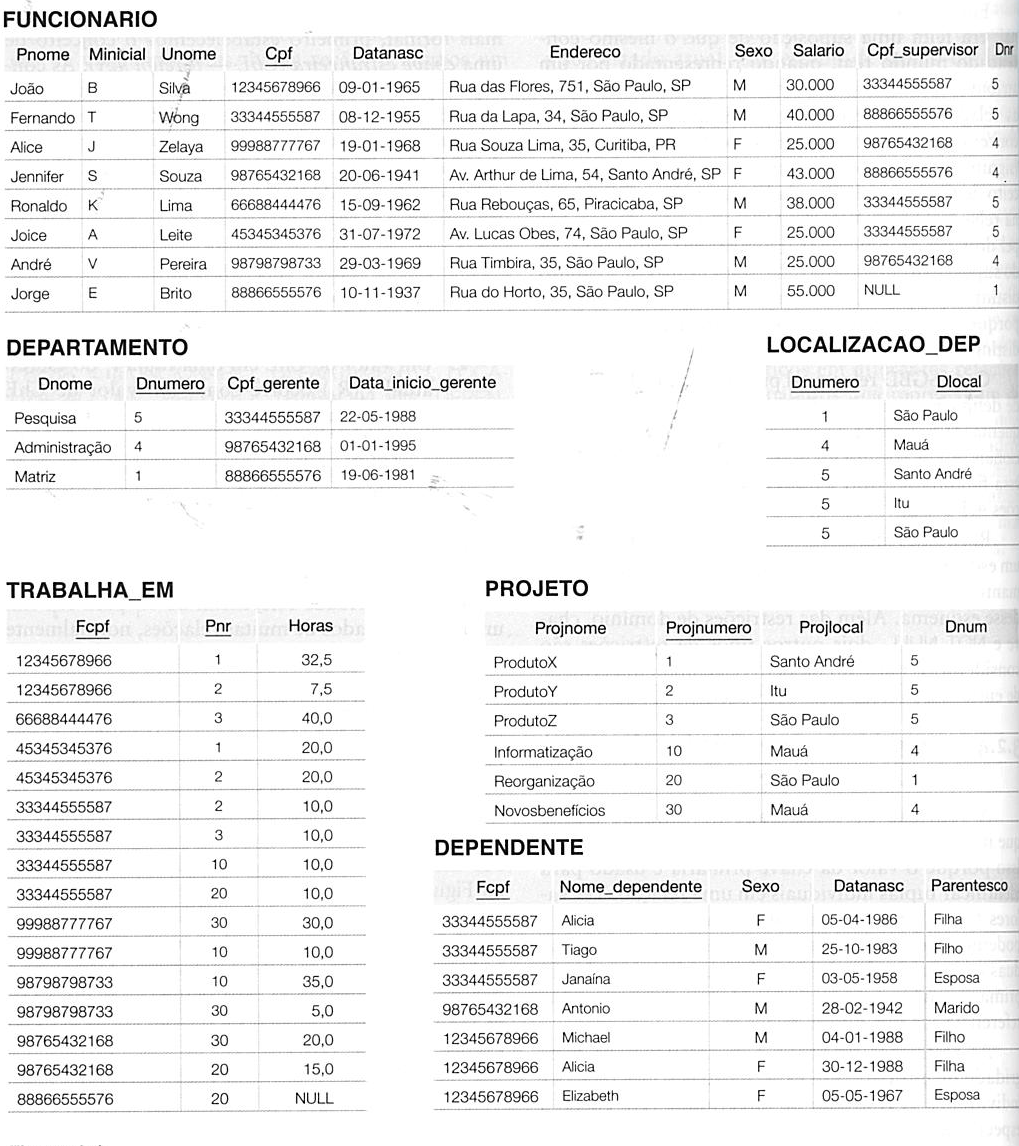 FUNCIONARIO
Pnome Minicial Unome Cpf Datanasc Endereco Sexo Salario Cpf_supervisor Dnr
João B Silva 12345678966 09-01-1965 Rua das Flores, 751, São Paulo, SP M 30.000 33344555587 5
Fernando T Wong 33344555587 08-12-1955 Rua da Lapa, 34, São Paulo, SP M 40.000 88866555576 5
Alice J Zelaya 99988777767 19-01-1968 Rua Souza Lima, 35, Curitiba, PR F 25.000 98765432168 4
Jennifer S Souza 98765432168 20-06-1941 Av. Arthur de Lima, 54, Santo André, SP F 43.000 88866555576 4
Ronaldo K Lima 66688444476 15-09-1962 Rua Rebouças, 65, Piracicaba, SP M 38.000 33344555587 5
Joice A Leite 45345345376 31-07-1972 Av. Lucas Obes, 74, São Paulo, SP F 25.000 33344555587 5
André V Pereira 98798798733 29-03-1969 Rua Timbira, 35, São Paulo, SP M 25.000 98765432168 4
Jorge E Brito 88866555576 10-11-1937 Rua do Horto, 35, São Paulo, SP M 55.000 NULL 1
DEPARTAMENTO
Dnome Dnumero Cpf_gerente Data_inicio_gerente
Pesquisa 5 33344555587 22-05-1988
Administração 4 98765432168 01-01-1995
Matriz 1 88866555576 19-06-1981
LOCALIZACAO_DEP
Dnumero Dlocal
1 São Paulo
4 Mauá
5 Santo André
5 Itu
5 São Paulo
TRABALHA_EM
Fcpf Pnr Horas
12345678966 1 32,5
12345678966 2 7,5
66688444476 3 40,0
45345345376 1 20,0
45345345376 2 20,0
33344555587 2 10,0
33344555587 3 10,0
33344555587 10 10,0
33344555587 20 10,0
99988777767 30 30,0
99988777767 10 10,0
98798798733 10 35,0
98798798733 30 5,0
98765432168 30 20,0
98765432168 20 15,0
88866555576 20 NULL
PROJETO
Projnome Projnumero Projlocal Dnum
ProdutoX 1 Santo André 5
ProdutoY 2 Itu 5
ProdutoZ 3 São Paulo 5
Informatização 10 Mauá 4
Reorganização 20 São Paulo 1
Novosbenefícios 30 Mauá 4
DEPENDENTE
Fcpf Nome_dependente Sexo Datanasc Parentesco
33344555587 Alicia F 05-04-1986 Filha
33344555587 Tiago M 25-10-1983 Filho
33344555587 Janaína F 03-05-1958 Esposa
98765432168 Antonio M 28-02-1942 Marido
12345678966 Michael M 04-01-1988 Filho
12345678966 Alicia F 30-12-1988 Filha
12345678966 Elizabeth F 05-05-1967 Esposa